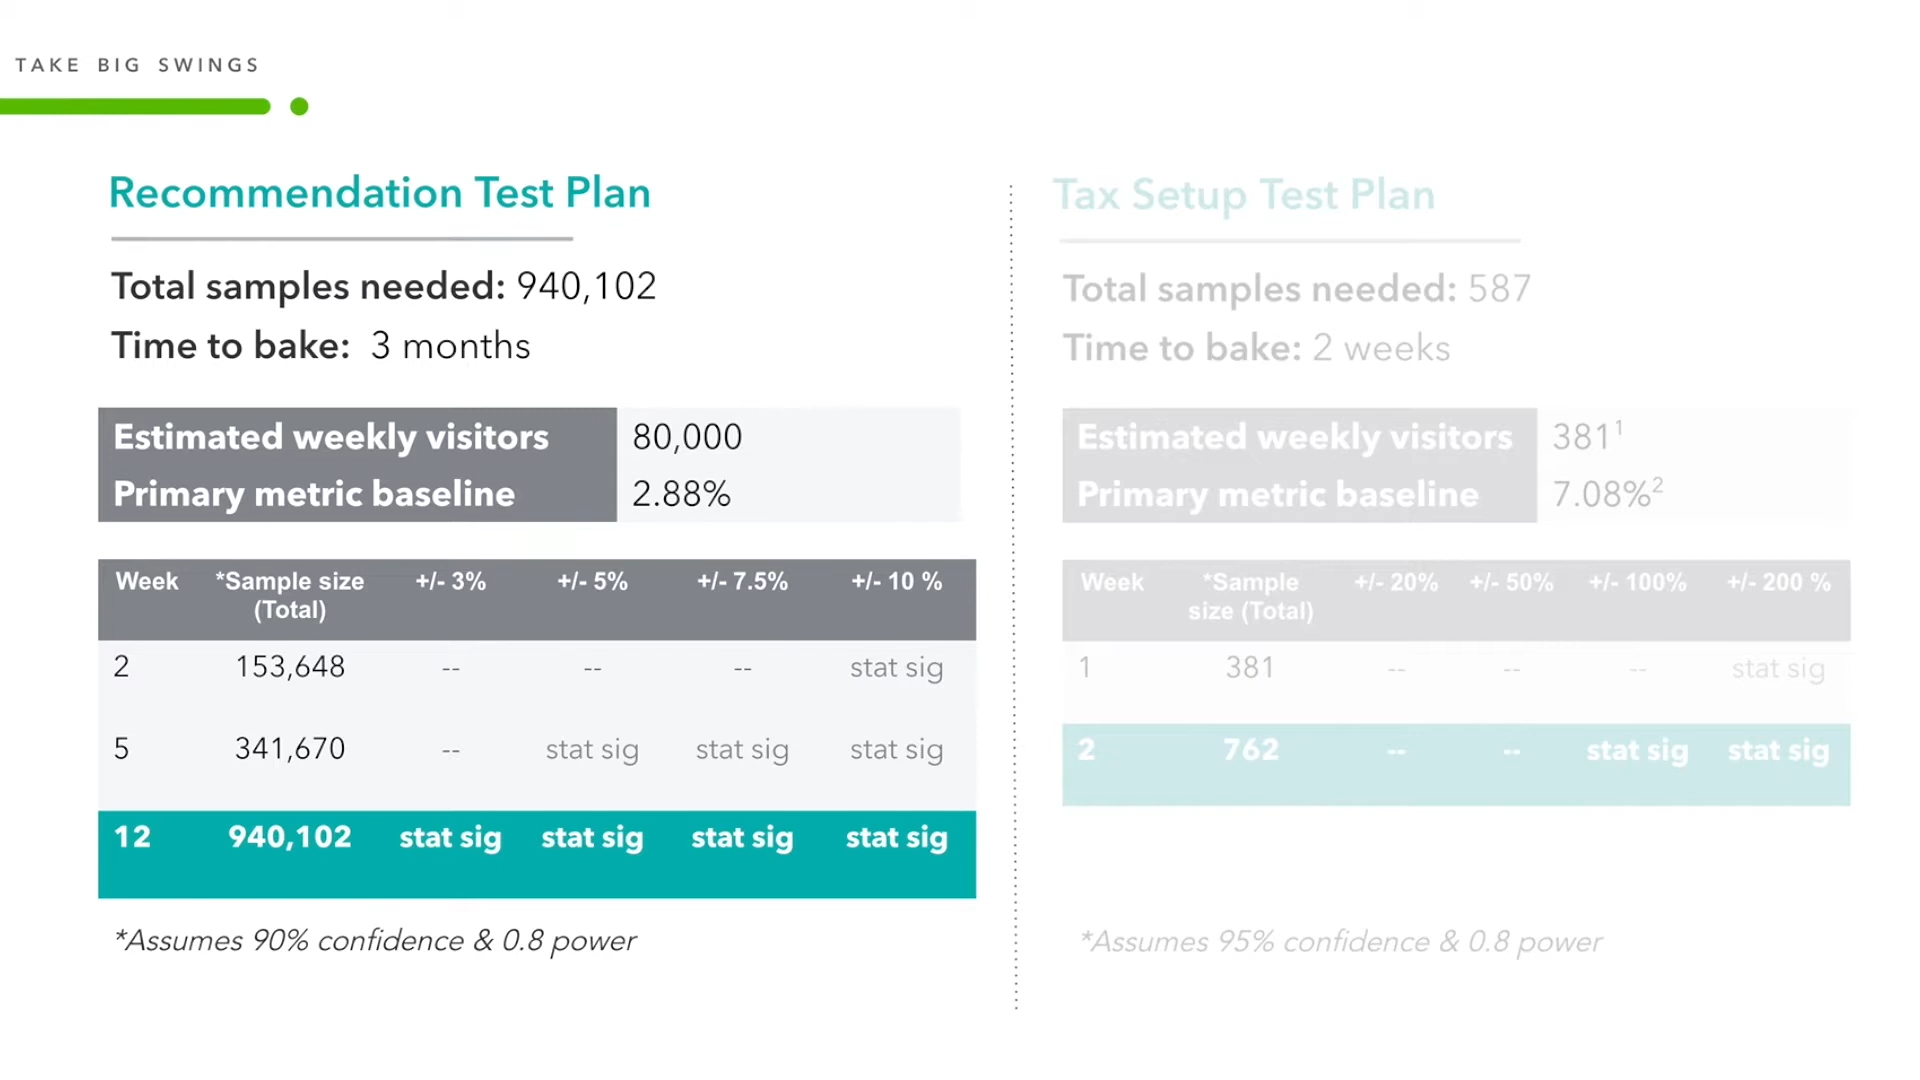 TAKE BIG SWINGS
Recommendation Test Plan
Total samples needed: 940,102
Time to bake: 3 months
Estimated weekly visitors 80,000
Primary metric baseline 2.88%
Week *Sample size (Total) +/- 3% +/- 5% +/- 7.5% +/- 10 %
2 153,648 -- -- -- stat sig
5 341,670 -- stat sig stat sig stat sig
12 940,102 stat sig stat sig stat sig stat sig
*Assumes 90% confidence & 0.8 power
Tax Setup Test Plan
Total samples needed: 587
Time to bake: 2 weeks
Estimated weekly visitors 381¹
Primary metric baseline 7.08%²
Week *Sample size (Total) +/- 20% +/- 50% +/- 100% +/- 200 %
1 381 -- -- -- stat sig
2 762 -- -- stat sig stat sig
*Assumes 95% confidence & 0.8 power